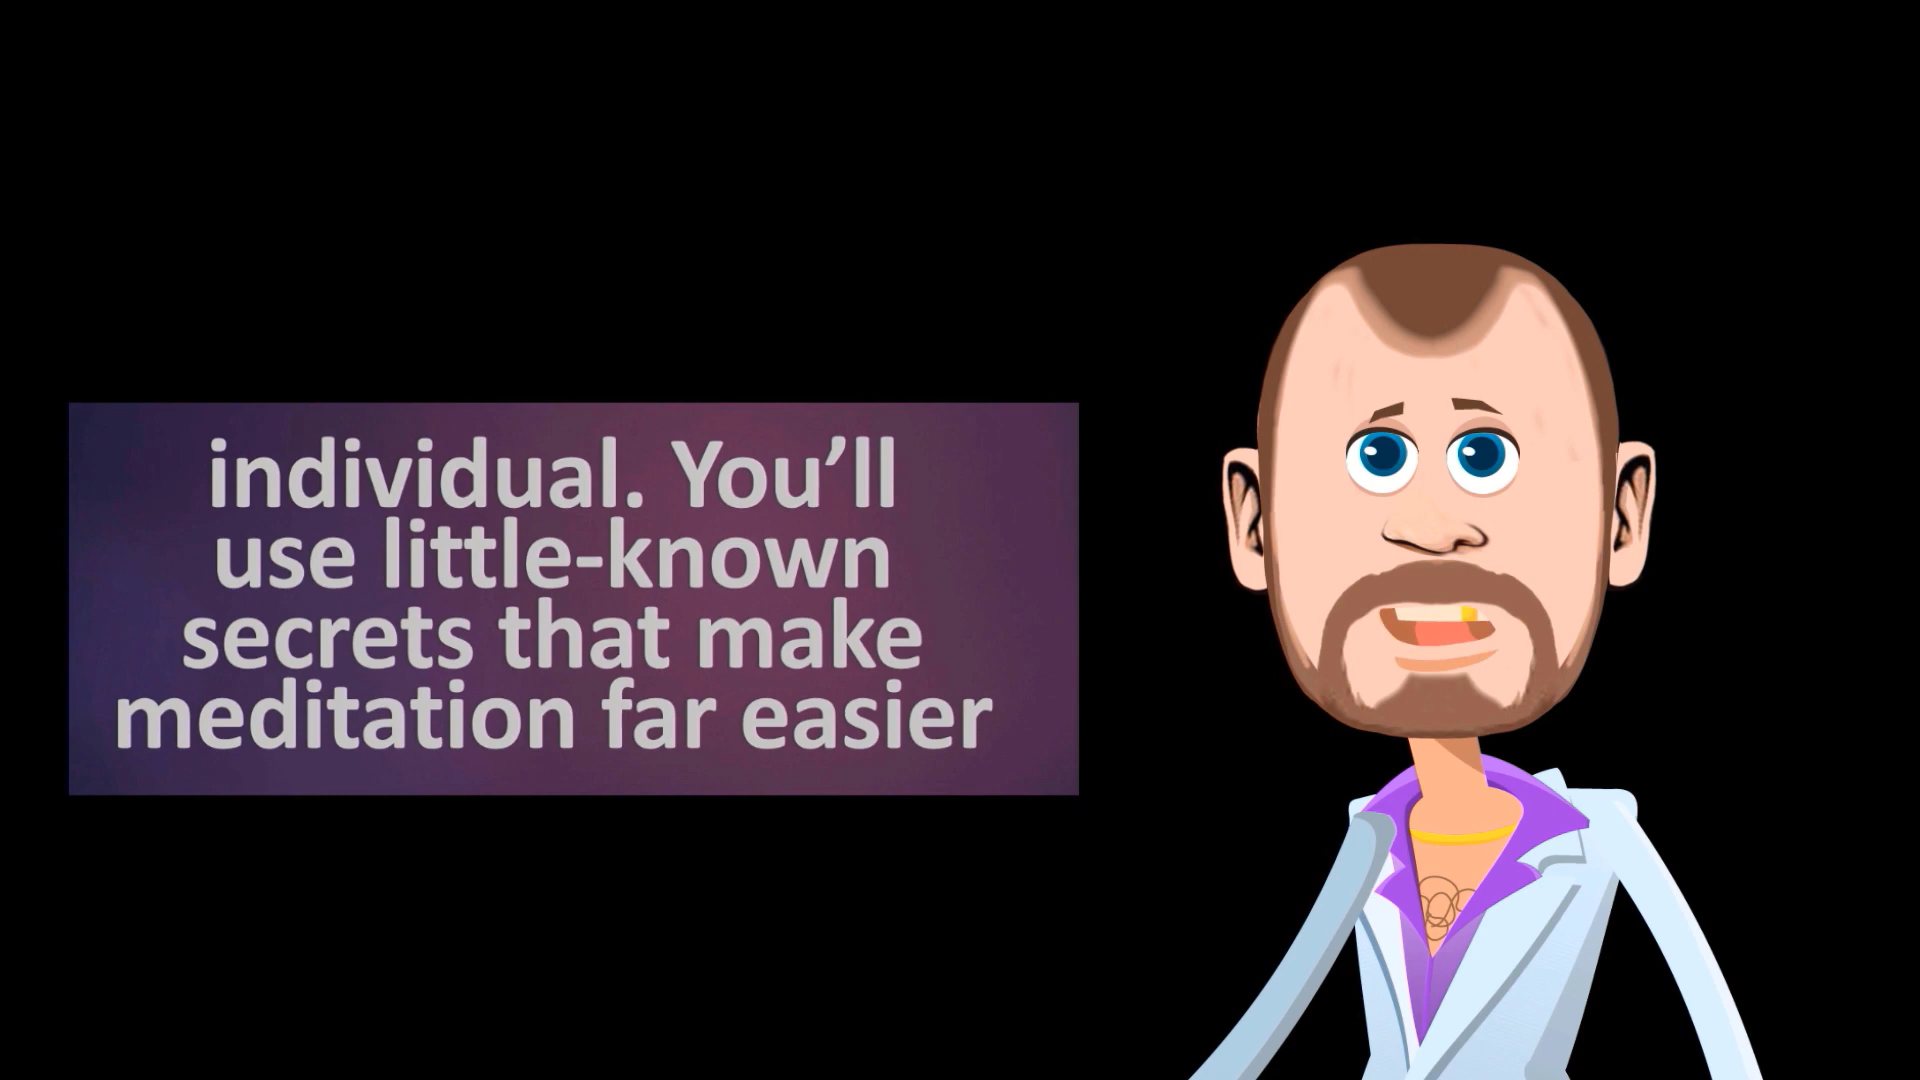 individual. You’ll
use little-known
secrets that make
meditation far easier